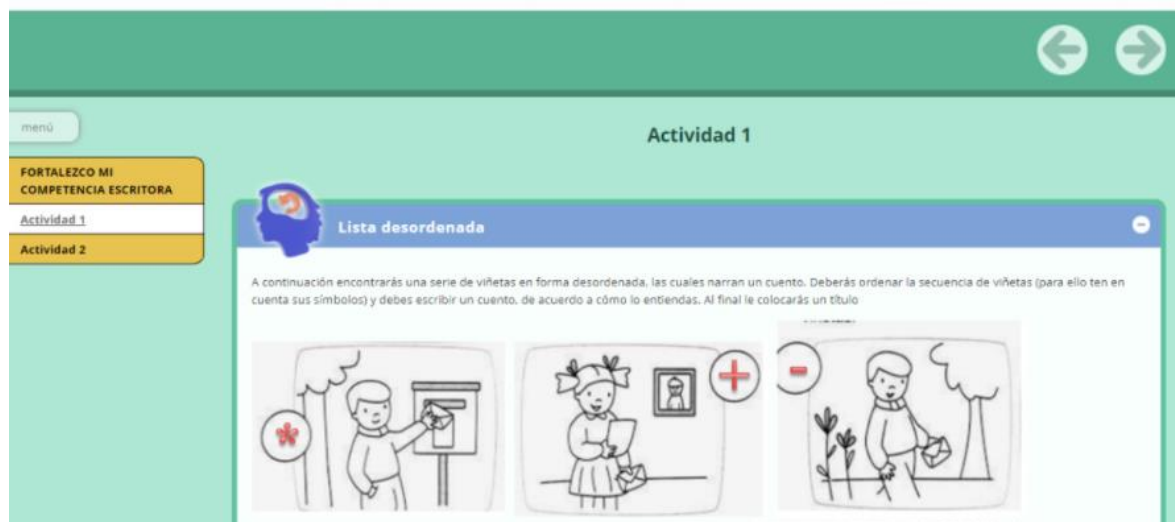 menú
Actividad 1
FORTALEZCO MI
COMPETENCIA ESCRITORA
Actividad 1
Actividad 2
Lista desordenada
A continuación encontrarás una serie de viñetas en forma desordenada, las cuales narran un cuento. Deberás ordenar la secuencia de viñetas (para ello ten en
cuenta sus símbolos) y debes escribir un cuento, de acuerdo a cómo lo entiendas. Al final le colocarás un título